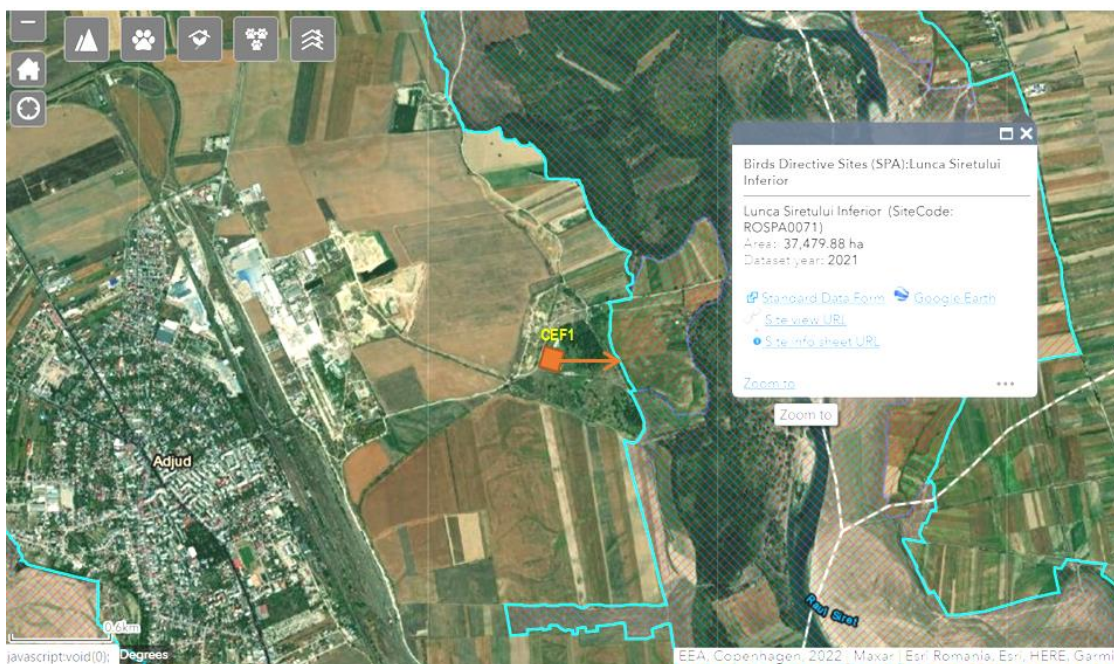 Birds Directive Sites (SPA):Lunca Siretului
Inferior
Lunca Siretului Inferior (SiteCode:
ROSPA0071)
Area: 37,479.88 ha
Dataset year: 2021
Standard Data Form Google Earth
Site view URL
Site info sheet URL
Zoom to
Zoom to
CEF1
Adjud
Raul Siret
0.6km
javascript:void(0); Degrees
EEA, Copenhagen, 2022 | Maxar | Esri Romania, Esri, HERE, Garmi